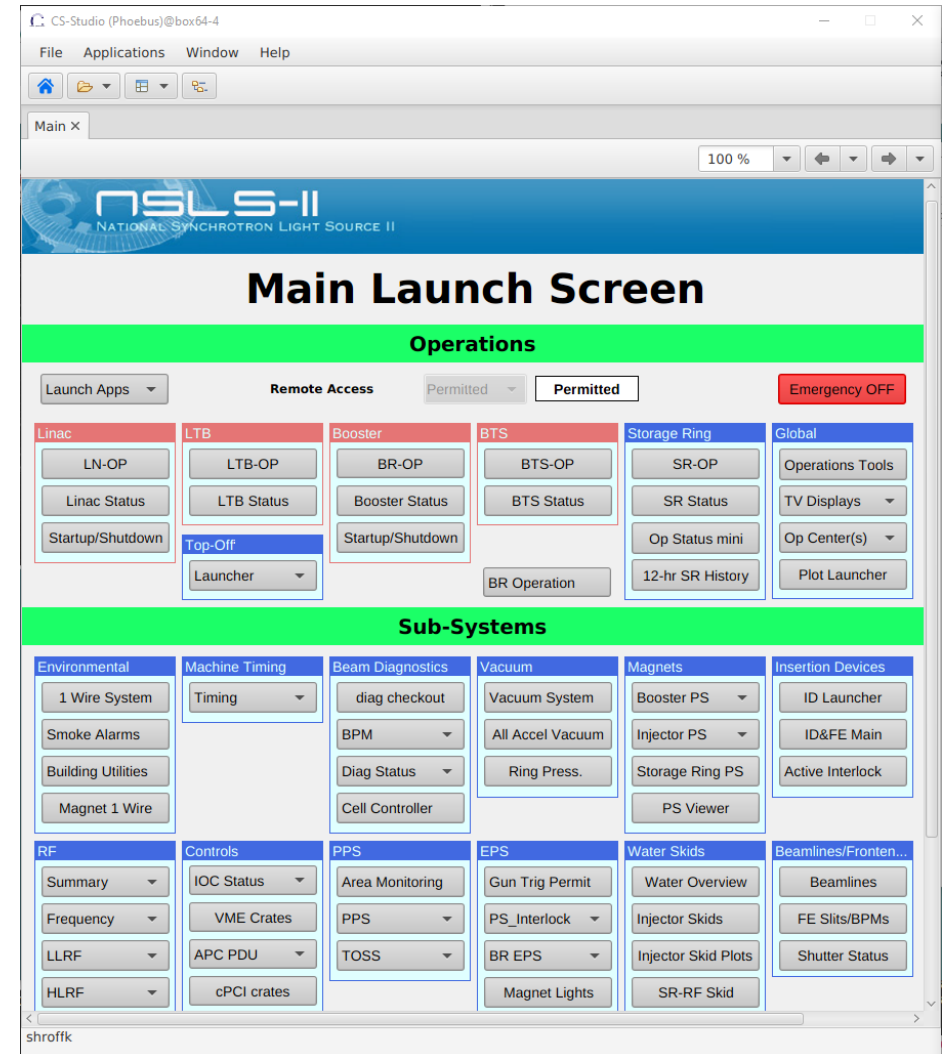 CS-Studio (Phoebus)@box64-4
File Applications Window Help
Main
100 %
NSLS-II
NATIONAL SYNCHROTRON LIGHT SOURCE II
Main Launch Screen
Operations
Launch Apps Remote Access Permitted Permitted Emergency OFF
Linac
LN-OP
Linac Status
Startup/Shutdown
LTB
LTB-OP
LTB Status
Top-Off
Launcher
Booster
BR-OP
Booster Status
Startup/Shutdown
BTS
BTS-OP
BTS Status
BR Operation
Storage Ring
SR-OP
SR Status
Op Status mini
12-hr SR History
Global
Operations Tools
TV Displays
Op Center(s)
Plot Launcher
Sub-Systems
Environmental
1 Wire System
Smoke Alarms
Building Utilities
Magnet 1 Wire
Machine Timing
Timing
Beam Diagnostics
diag checkout
BPM
Diag Status
Cell Controller
Vacuum
Vacuum System
All Accel Vacuum
Ring Press.
Magnets
Booster PS
Injector PS
Storage Ring PS
PS Viewer
Insertion Devices
ID Launcher
ID&FE Main
Active Interlock
RF
Summary
Frequency
LLRF
HLRF
Controls
IOC Status
VME Crates
APC PDU
cPCI crates
PPS
Area Monitoring
PPS
TOSS
EPS
Gun Trig Permit
PS_Interlock
BR EPS
Magnet Lights
Water Skids
Water Overview
Injector Skids
Injector Skid Plots
SR-RF Skid
Beamlines/Fronten...
Beamlines
FE Slits/BPMs
Shutter Status
shroffk